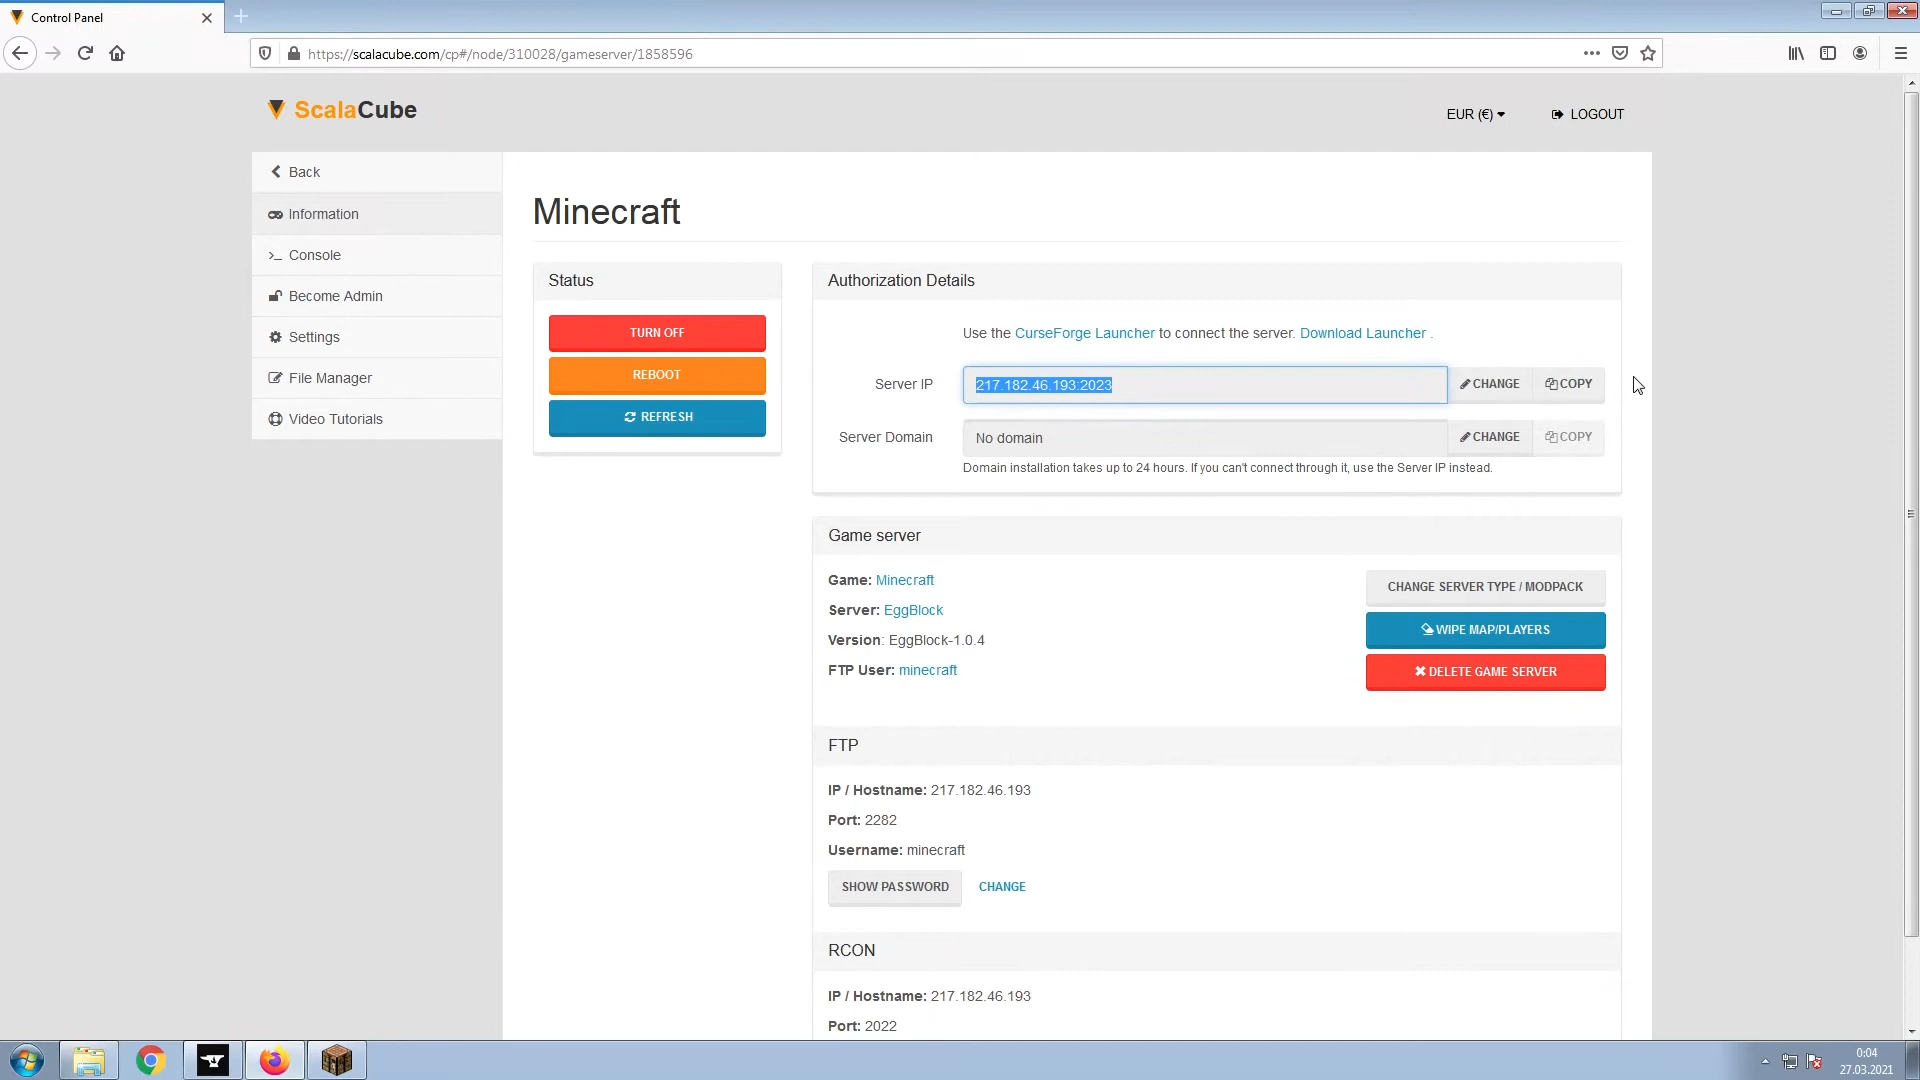 Control Panel
https://scalacube.com/cp#/node/310028/gameserver/1858596
ScalaCube
EUR (€)
LOGOUT
Back
Information
Console
Become Admin
Settings
File Manager
Video Tutorials
Minecraft
Status
TURN OFF
REBOOT
REFRESH
Authorization Details
Use the CurseForge Launcher to connect the server. Download Launcher .
Server IP
217.182.46.193:2023
CHANGE
COPY
Server Domain
No domain
CHANGE
COPY
Domain installation takes up to 24 hours. If you can't connect through it, use the Server IP instead.
Game server
Game: Minecraft
Server: EggBlock
Version: EggBlock-1.0.4
FTP User: minecraft
CHANGE SERVER TYPE / MODPACK
WIPE MAP/PLAYERS
DELETE GAME SERVER
FTP
IP / Hostname: 217.182.46.193
Port: 2282
Username: minecraft
SHOW PASSWORD
CHANGE
RCON
IP / Hostname: 217.182.46.193
Port: 2022
0:04
27.03.2021